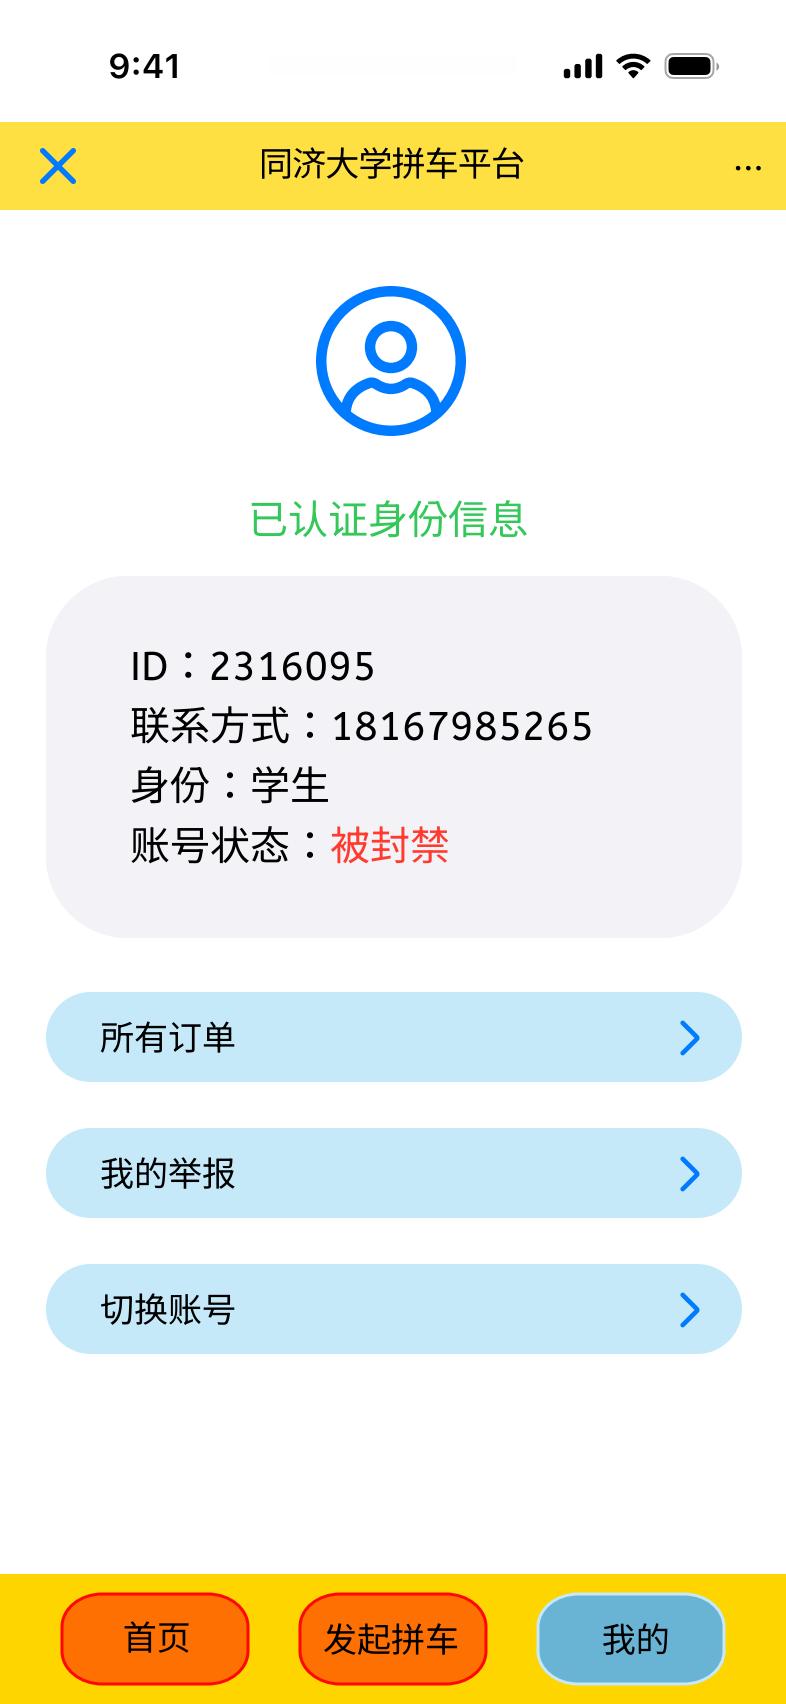 9:41
同济大学拼车平台
...
已认证身份信息
ID：2316095
联系方式：18167985265
身份：学生
账号状态：被封禁
所有订单
我的举报
切换账号
首页
发起拼车
我的